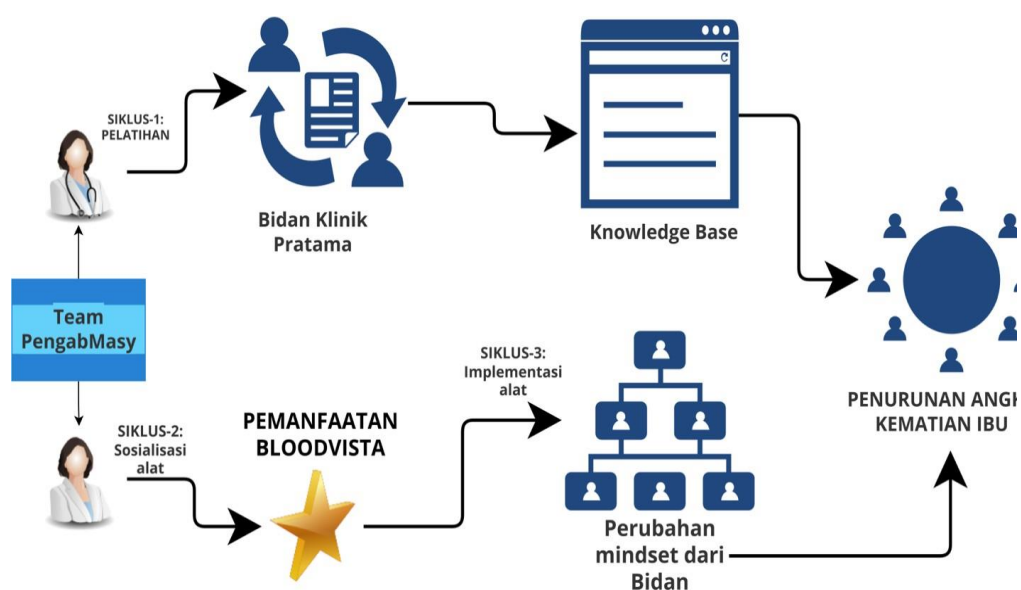 SIKLUS-1:
PELATIHAN
Bidan Klinik
Pratama
Knowledge Base
Team
PengabMasy
SIKLUS-2:
Sosialisasi
alat
PEMANFAATAN
BLOODVISTA
SIKLUS-3:
Implementasi
alat
Perubahan
mindset dari
Bidan
PENURUNAN
KEMATIAN IBU